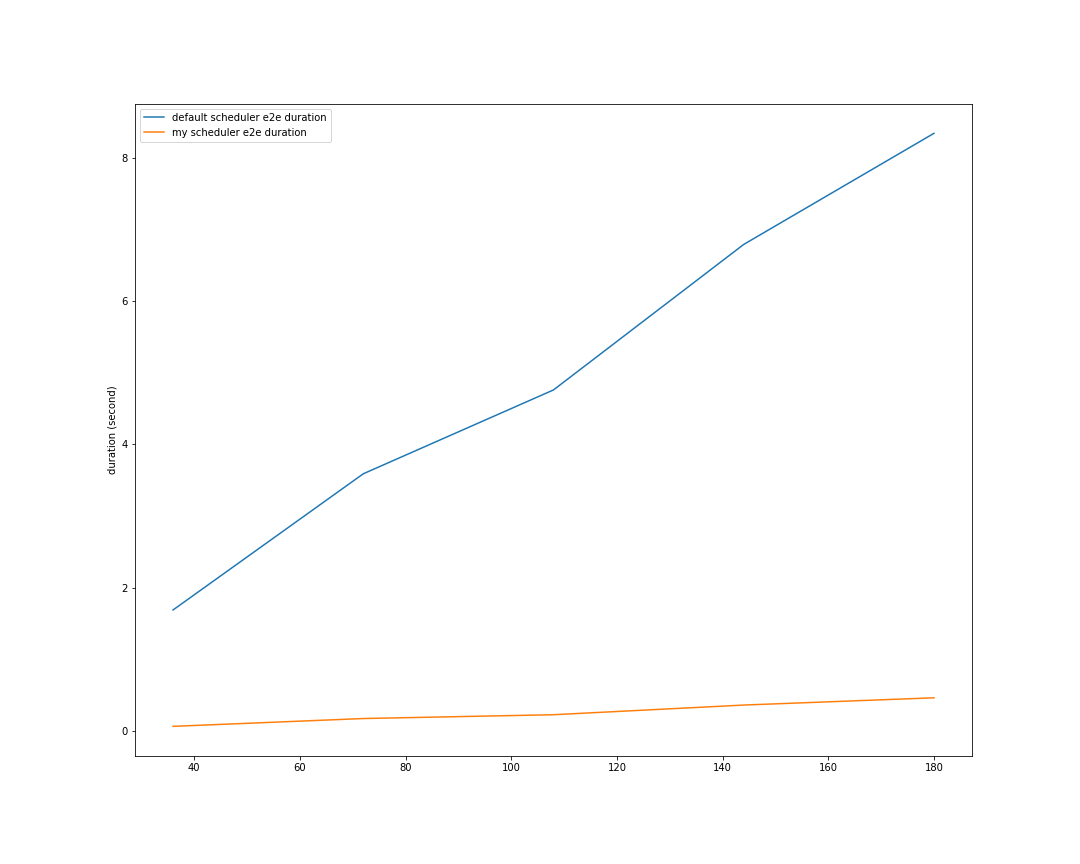 default scheduler e2e duration
my scheduler e2e duration
8
6
4
2
0
duration (second)
40 60 80 100 120 140 160 180